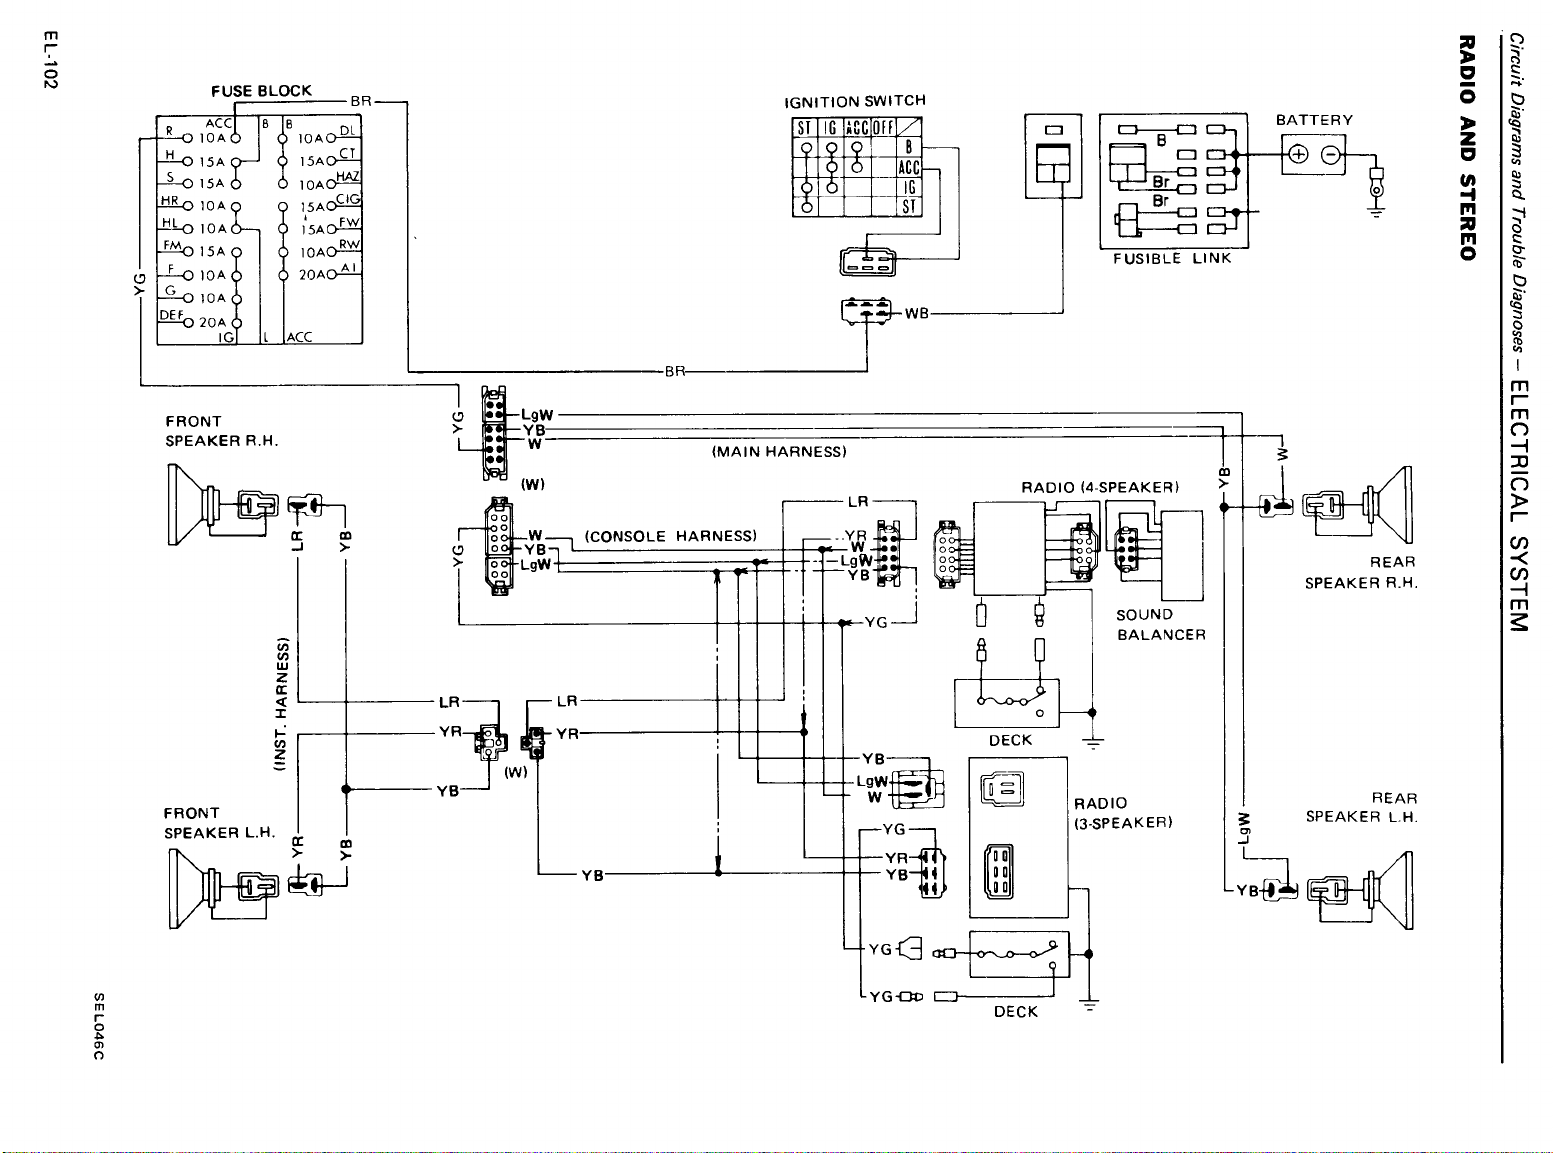 Circuit Diagrams and Trouble Diagnoses — ELECTRICAL SYSTEM
RADIO AND STEREO
EL-102
FUSE BLOCK
BR
ACC
B
B
R
10A
10A
DL
H
15A
15A
CT
S
15A
10A
HAZ
HR
10A
15A
CIG
HL
10A
15A
FW
FM
15A
10A
RW
F
10A
20A
A1
G
10A
DEF
20A
IG
L
ACC
YG
IGNITION SWITCH
ST
IG
ACC
OFF
B
ACC
IG
ST
WB
BR
B
Br
Br
FUSIBLE LINK
BATTERY
FRONT
SPEAKER R.H.
YG
LgW
YB
W
(MAIN HARNESS)
(W)
W
YB
REAR
SPEAKER R.H.
LR
YB
YG
W
(CONSOLE HARNESS)
YB
LgW
LR
YR
W
LgW
YB
YG
RADIO (4-SPEAKER)
SOUND
BALANCER
DECK
(INST. HARNESS)
LR
LR
YR
YR
(W)
YB
YB
LgW
W
RADIO
(3-SPEAKER)
YG
YR
YB
YB
FRONT
SPEAKER L.H.
YR
YB
REAR
SPEAKER L.H.
LgW
YB
YG
YG
DECK
SEL046C